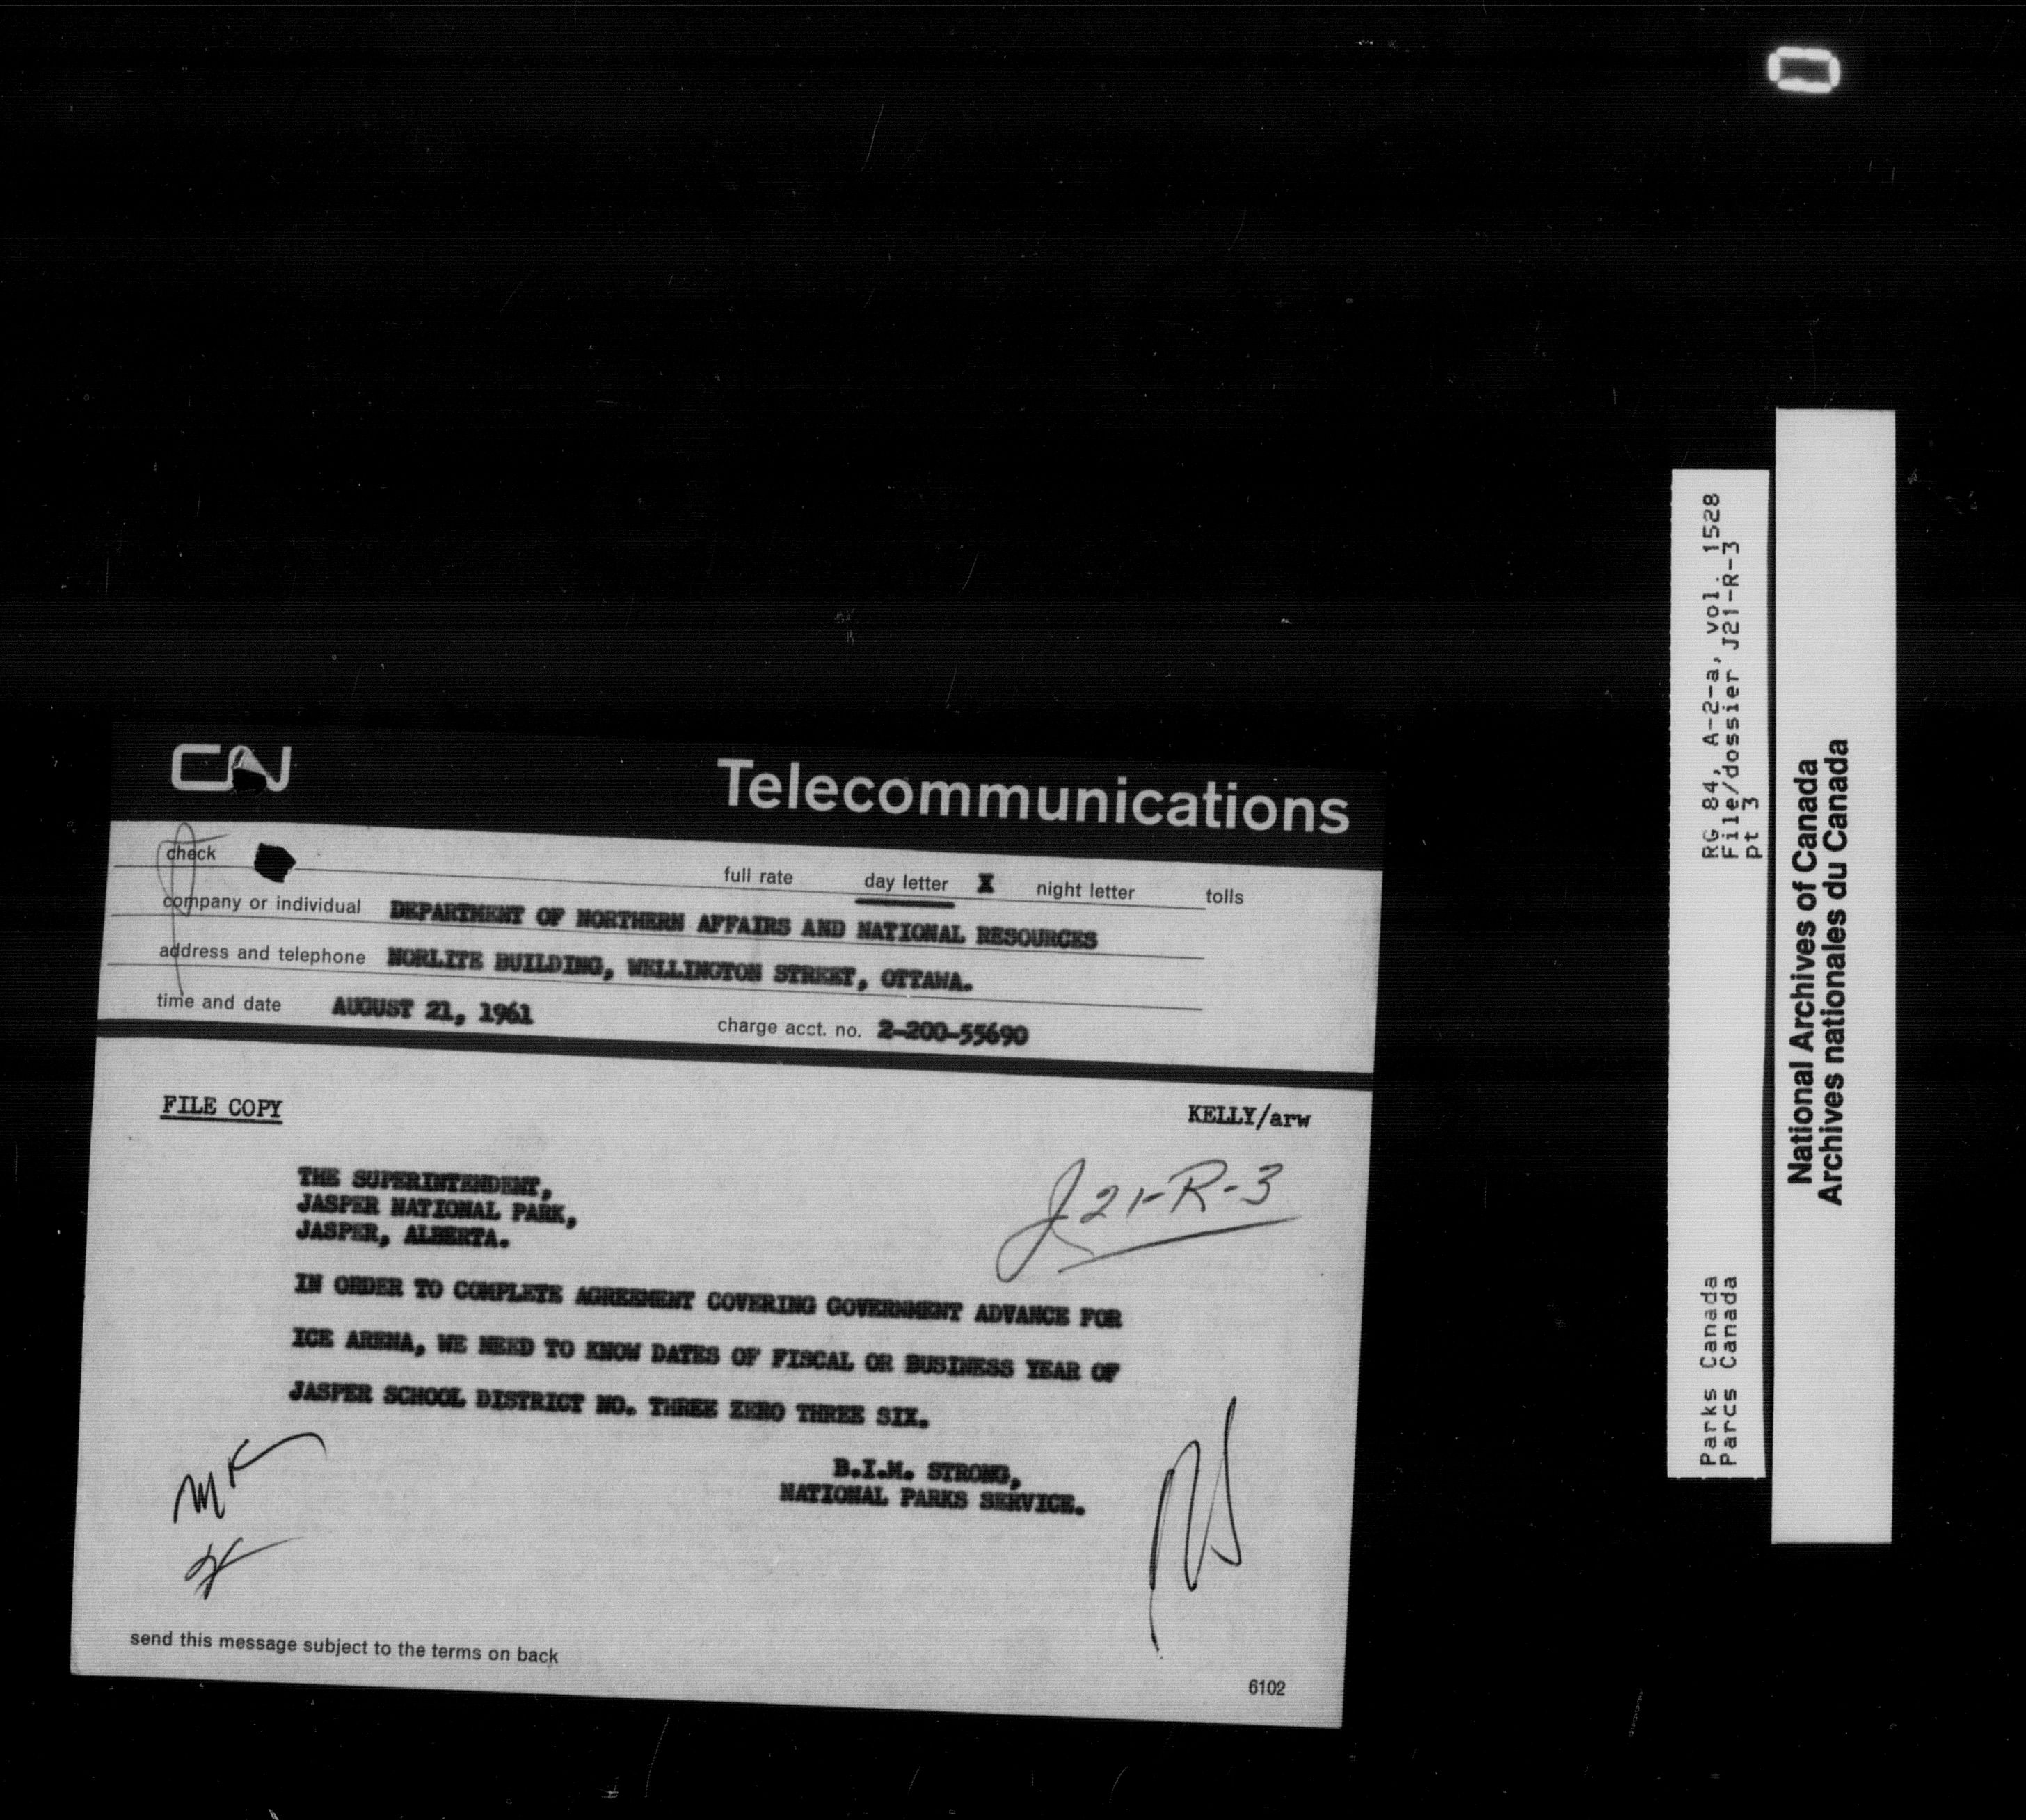 CN Telecommunications
check
full rate day letter X night letter tolls
company or individual DEPARTMENT OF NORTHERN AFFAIRS AND NATIONAL RESOURCES
address and telephone NORLITE BUILDING, WELLINGTON STREET, OTTAWA.
time and date AUGUST 21, 1961 charge acct. no. 2-200-55690
FILE COPY KELLY/arw
THE SUPERINTENDENT,
JASPER NATIONAL PARK,
JASPER, ALBERTA.
J21-R-3
IN ORDER TO COMPLETE AGREEMENT COVERING GOVERNMENT ADVANCE FOR
ICE ARENA, WE NEED TO KNOW DATES OF FISCAL OR BUSINESS YEAR OF
JASPER SCHOOL DISTRICT NO. THREE ZERO THREE SIX.
B.I.M. STRONG,
NATIONAL PARKS SERVICE.
send this message subject to the terms on back
6102
RG 84, A-2-a, vol. 1528
File/dossier J21-R-3
pt 3
Parks Canada
Parcs Canada
National Archives of Canada
Archives nationales du Canada